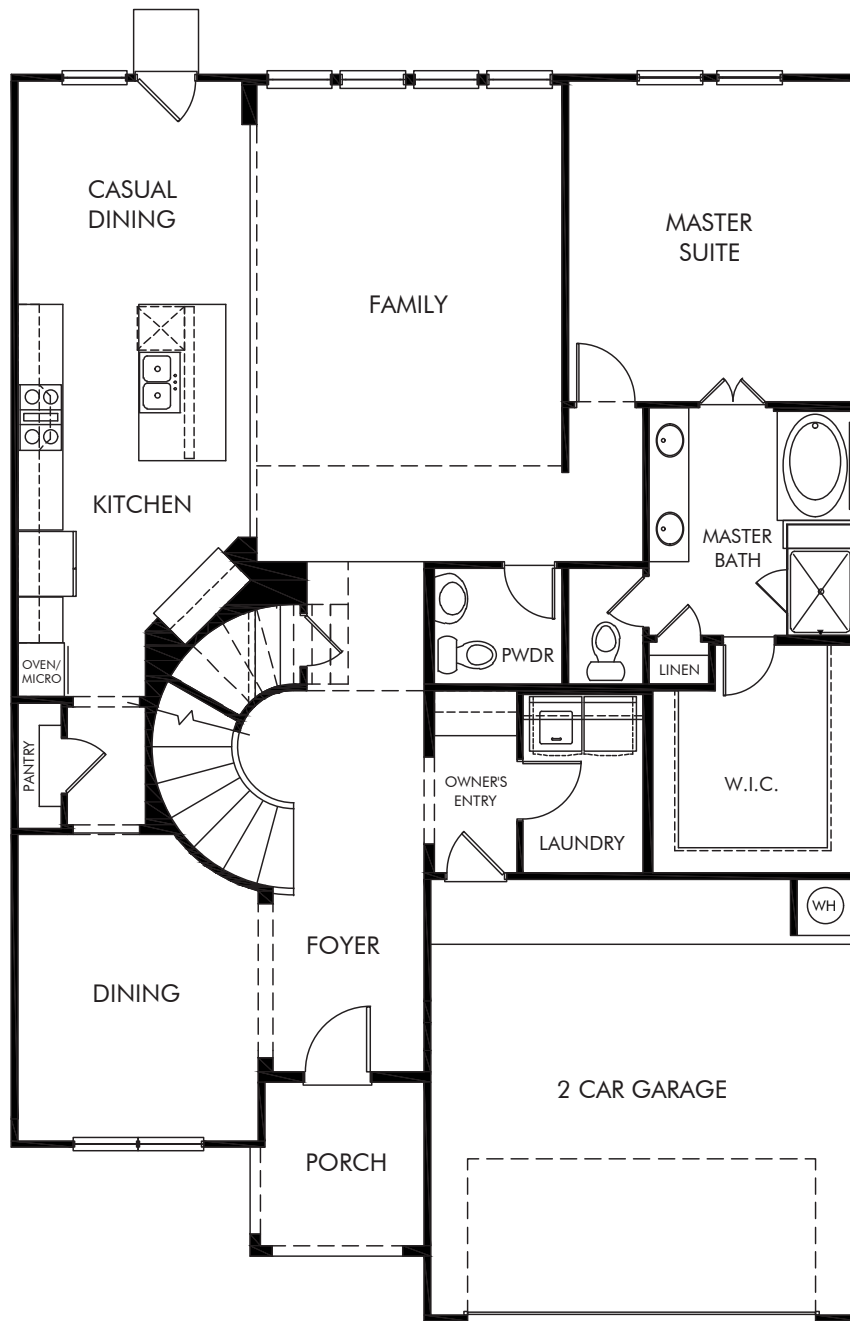 CASUAL
DINING
MASTER
SUITE
FAMILY
KITCHEN
MASTER
BATH
PWDR
OVEN/
MICRO
LINEN
PANTRY
OWNER'S
ENTRY
W.I.C.
LAUNDRY
WH
FOYER
DINING
2 CAR GARAGE
PORCH